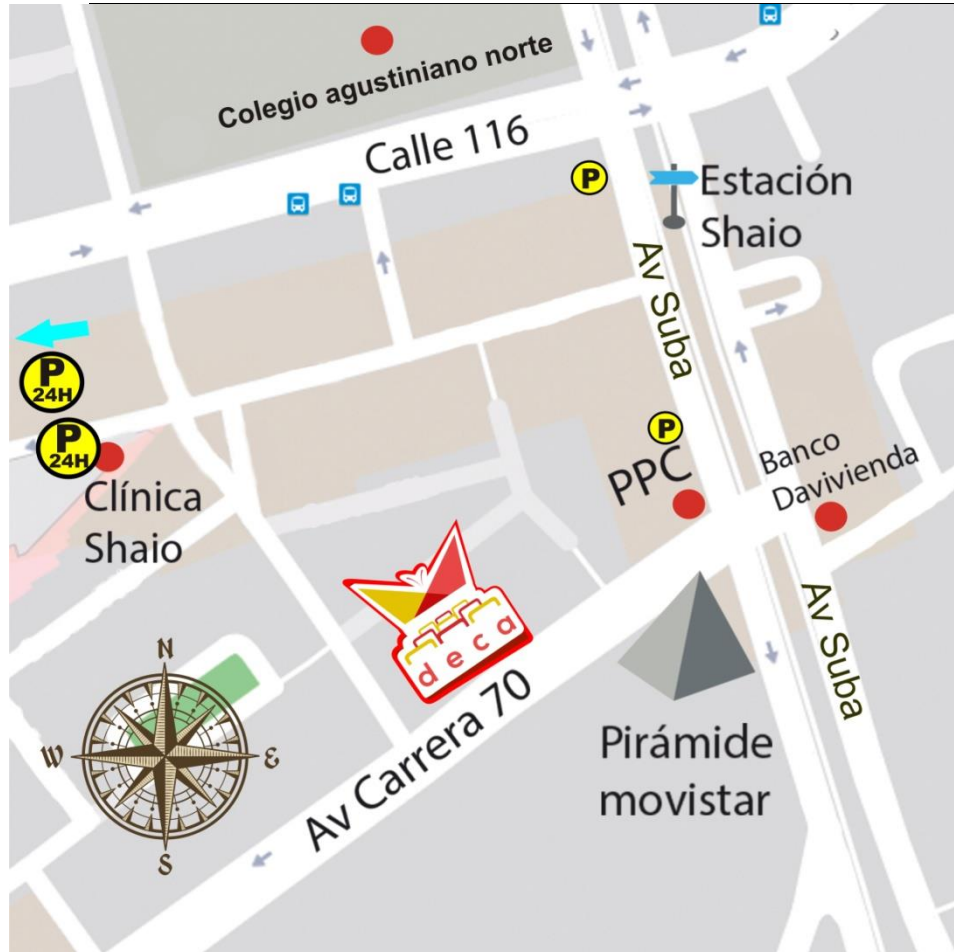 Colegio agustiniano norte
Calle 116
P
Estación
Shaio
Av Suba
P
24H
P
24H
P
PPC
Banco
Davivienda
Clínica
Shaio
deca
Av Suba
N
W
E
S
Av Carrera 70
Pirámide
movistar